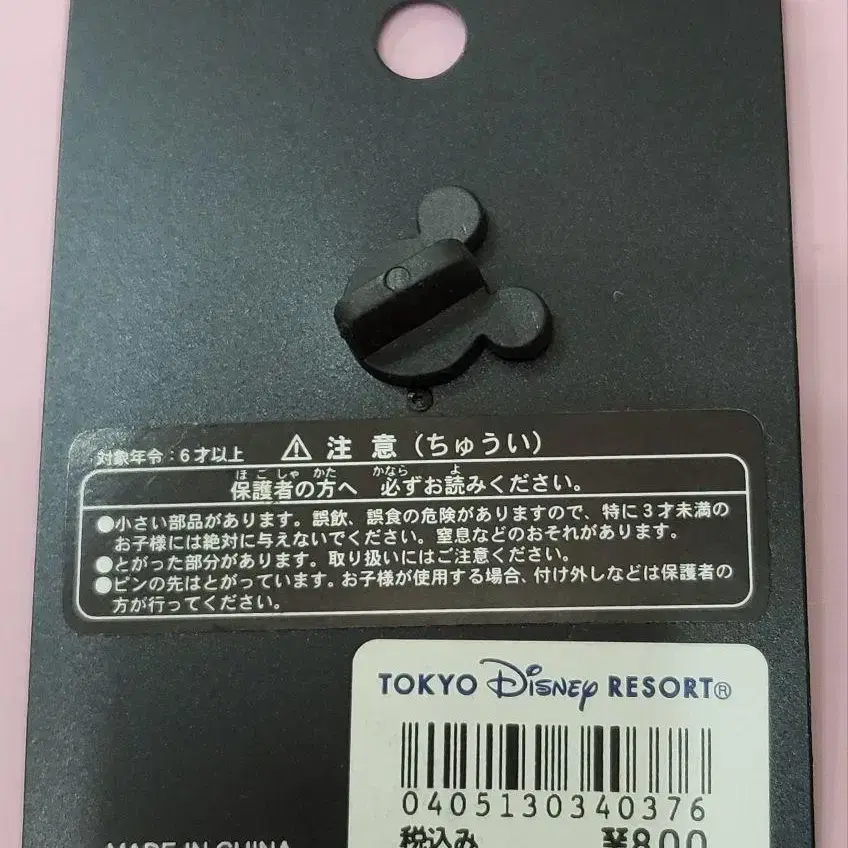 対象年令：6才以上 ⚠ 注意（ちゅうい）
ほごしゃ かた かなら よ
保護者の方へ 必ずお読みください。
●小さい部品があります。誤飲、誤食の危険がありますので、特に3才未満の
お子様には絶対に与えないでください。窒息などのおそれがあります。
●とがった部分があります。取り扱いにはご注意ください。
●ピンの先はとがっています。お子様が使用する場合、付け外しなどは保護者の
方が行ってください。
TOKYO Disney RESORT®
0405130340376
税込み ¥800
MADE IN CHINA